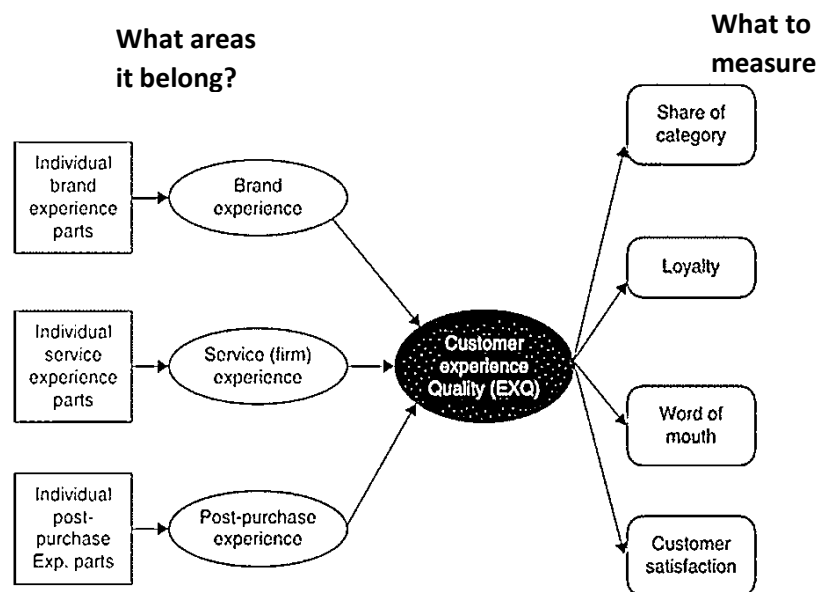 What areas
it belong?
What to
measure
Individual
brand
experience
parts
Brand
experience
Individual
service
experience
parts
Service (firm)
experience
Individual
post-
purchase
Exp. parts
Post-purchase
experience
Customer
experience
Quality (EXQ)
Share of
category
Loyalty
Word of
mouth
Customer
satisfaction